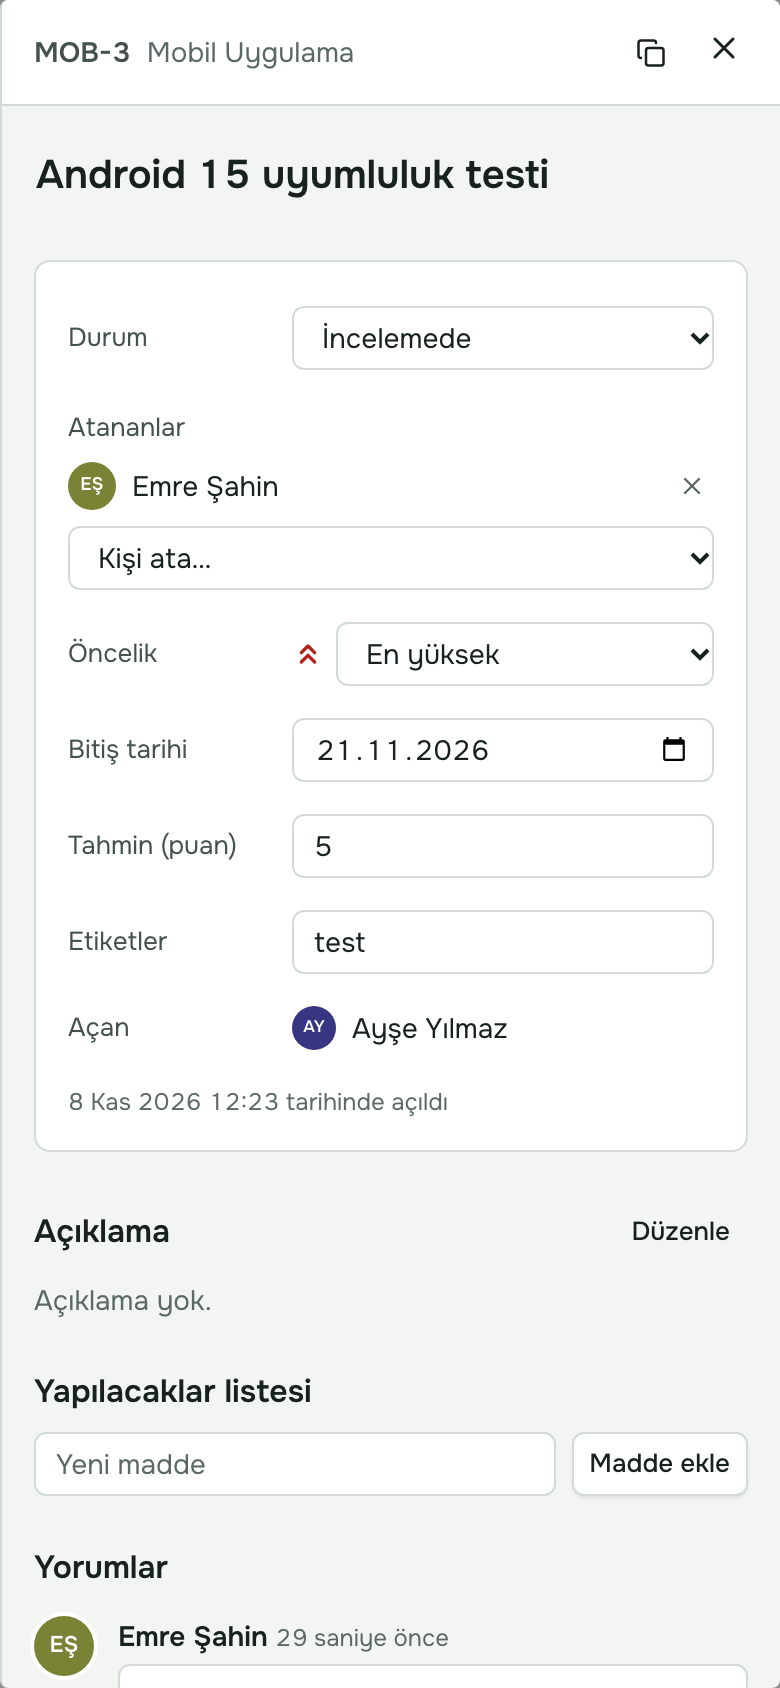 MOB-3 Mobil Uygulama
Android 15 uyumluluk testi
Durum
İncelemede
Atananlar
EŞ Emre Şahin
Kişi ata...
Öncelik
En yüksek
Bitiş tarihi
21.11.2026
Tahmin (puan)
5
Etiketler
test
Açan
AY Ayşe Yılmaz
8 Kas 2026 12:23 tarihinde açıldı
Açıklama
Düzenle
Açıklama yok.
Yapılacaklar listesi
Yeni madde
Madde ekle
Yorumlar
EŞ Emre Şahin 29 saniye önce